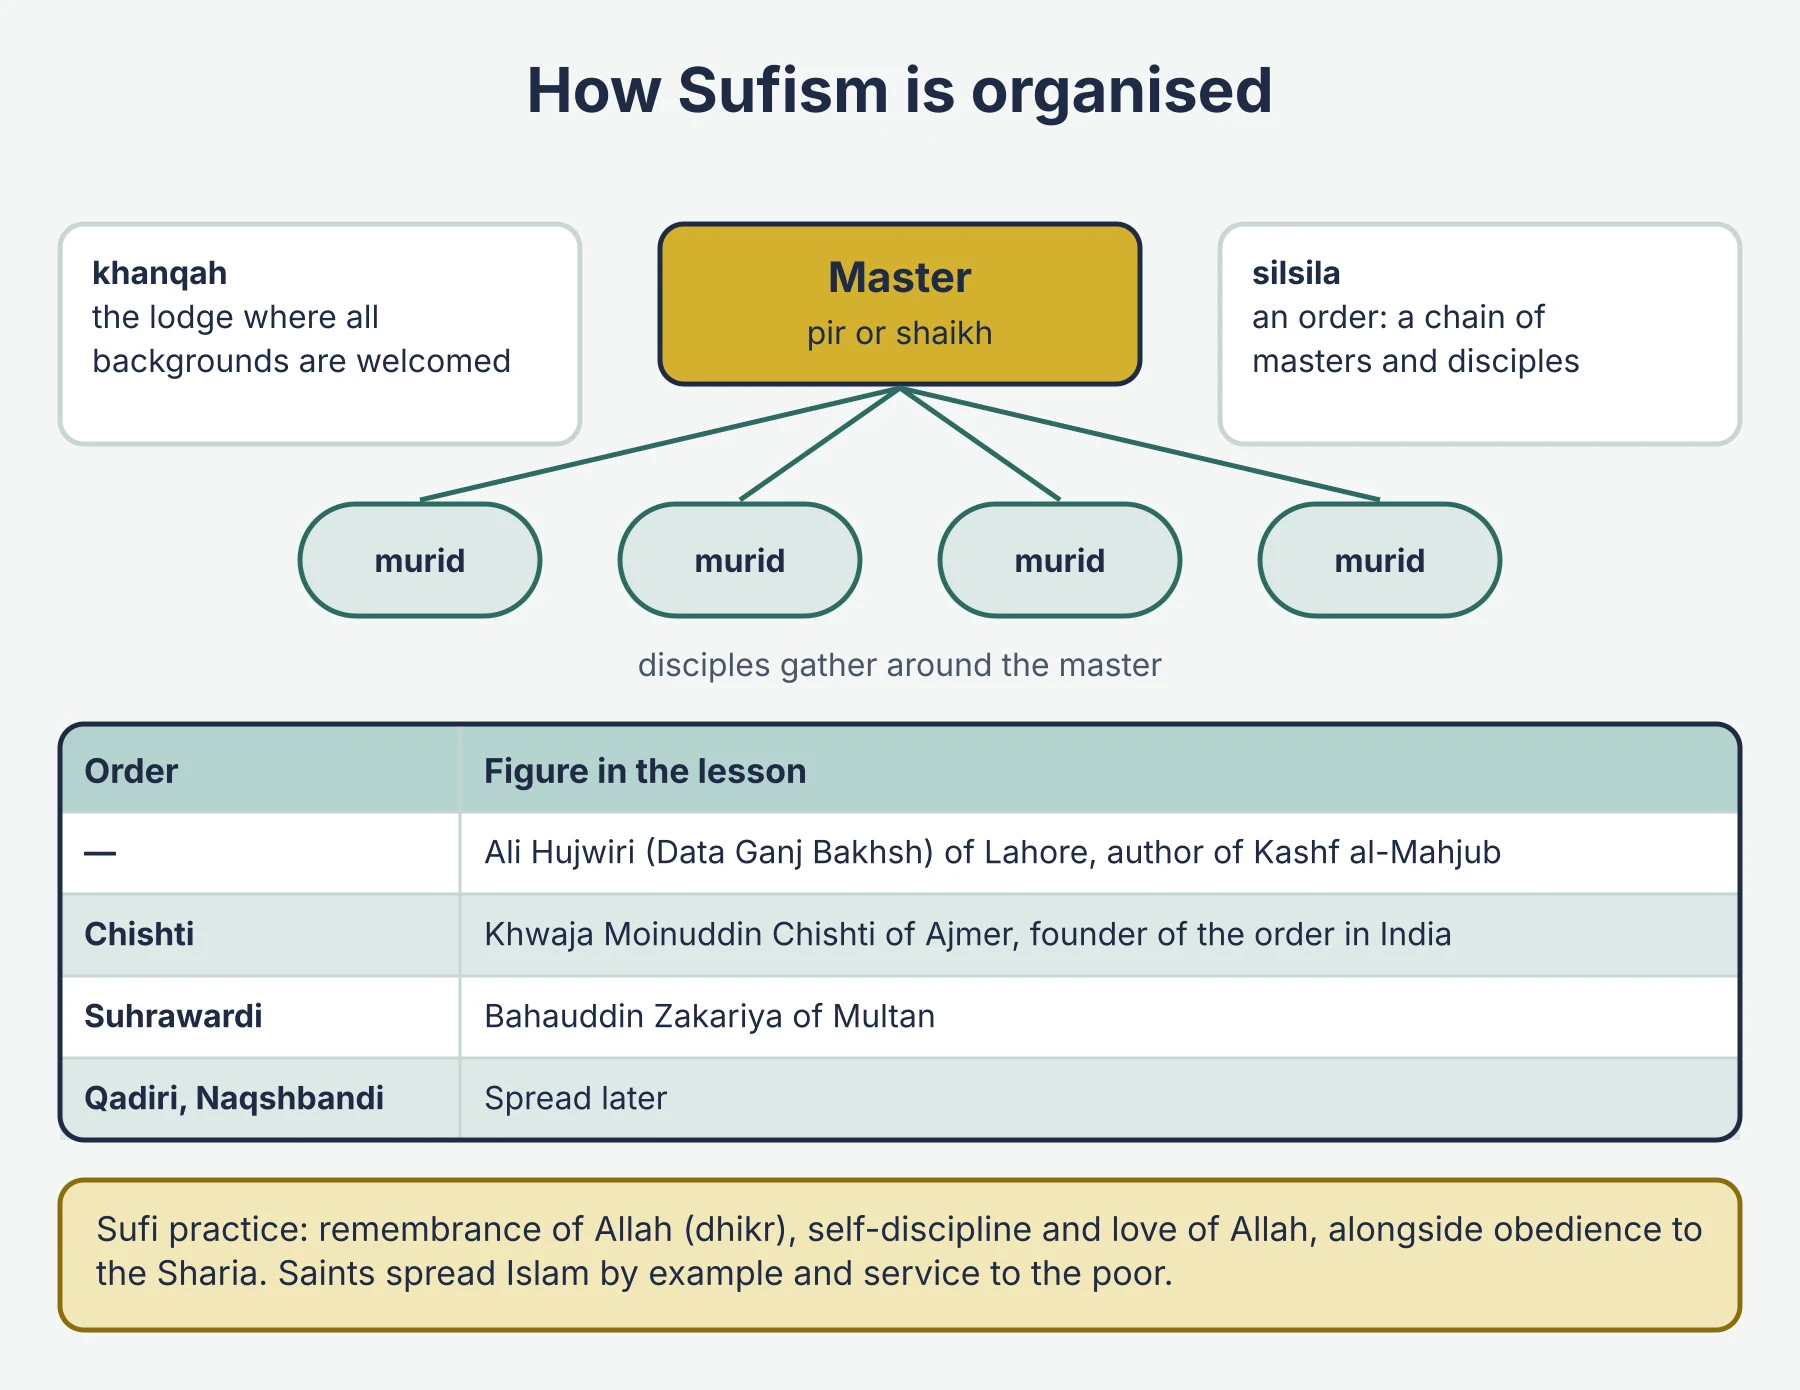 How Sufism is organised
khanqah
the lodge where all
backgrounds are welcomed
Master
pir or shaikh
silsila
an order: a chain of
masters and disciples
murid
murid
murid
murid
disciples gather around the master
Order
Figure in the lesson
—
Ali Hujwiri (Data Ganj Bakhsh) of Lahore, author of Kashf al-Mahjub
Chishti
Khwaja Moinuddin Chishti of Ajmer, founder of the order in India
Suhrawardi
Bahauddin Zakariya of Multan
Qadiri, Naqshbandi
Spread later
Sufi practice: remembrance of Allah (dhikr), self-discipline and love of Allah, alongside obedience to
the Sharia. Saints spread Islam by example and service to the poor.